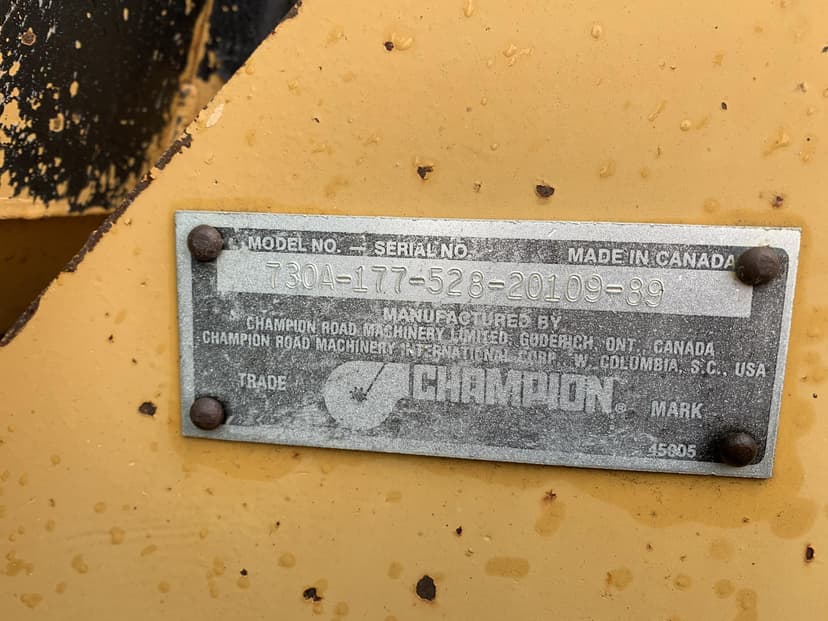 MODEL NO. — SERIAL NO. MADE IN CANADA
730A-177-528-20109-89
MANUFACTURED BY
CHAMPION ROAD MACHINERY LIMITED, GODERICH, ONT., CANADA
CHAMPION ROAD MACHINERY INTERNATIONAL CORP., W. COLUMBIA, S.C., USA
TRADE CHAMPION® MARK
45805